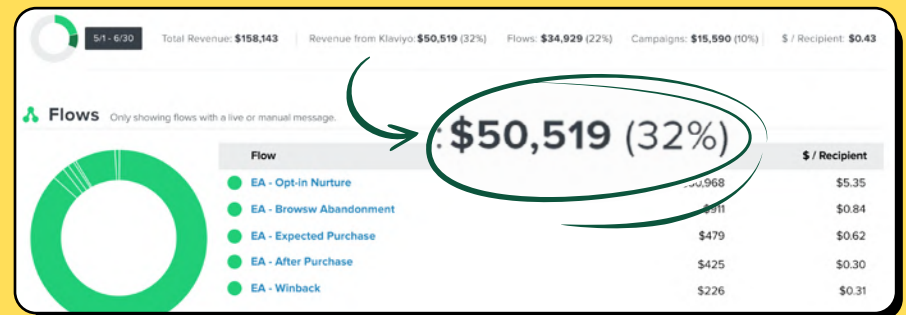 5/1 - 6/30 Total Revenue: $158,143 Revenue from Klaviyo: $50,519 (32%) Flows: $34,929 (22%) Campaigns: $15,590 (10%) $ / Recipient: $0.43
Flows Only showing flows with a live or manual message.
: $50,519 (32%)
Flow $ / Recipient
EA - Opt-in Nurture $5.35
EA - Browsw Abandonment $911 $0.84
EA - Expected Purchase $479 $0.62
EA - After Purchase $425 $0.30
EA - Winback $226 $0.31